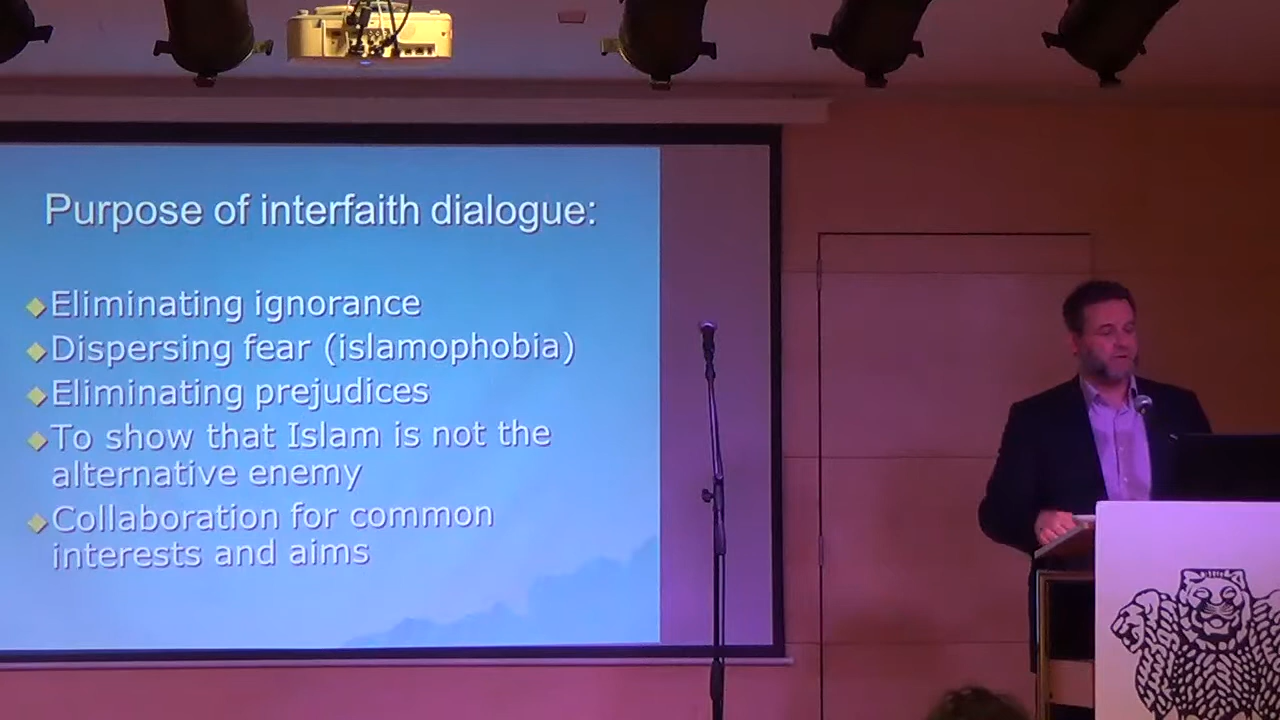 Purpose of interfaith dialogue:
Eliminating ignorance
Dispersing fear (islamophobia)
Eliminating prejudices
To show that Islam is not the
alternative enemy
Collaboration for common
interests and aims